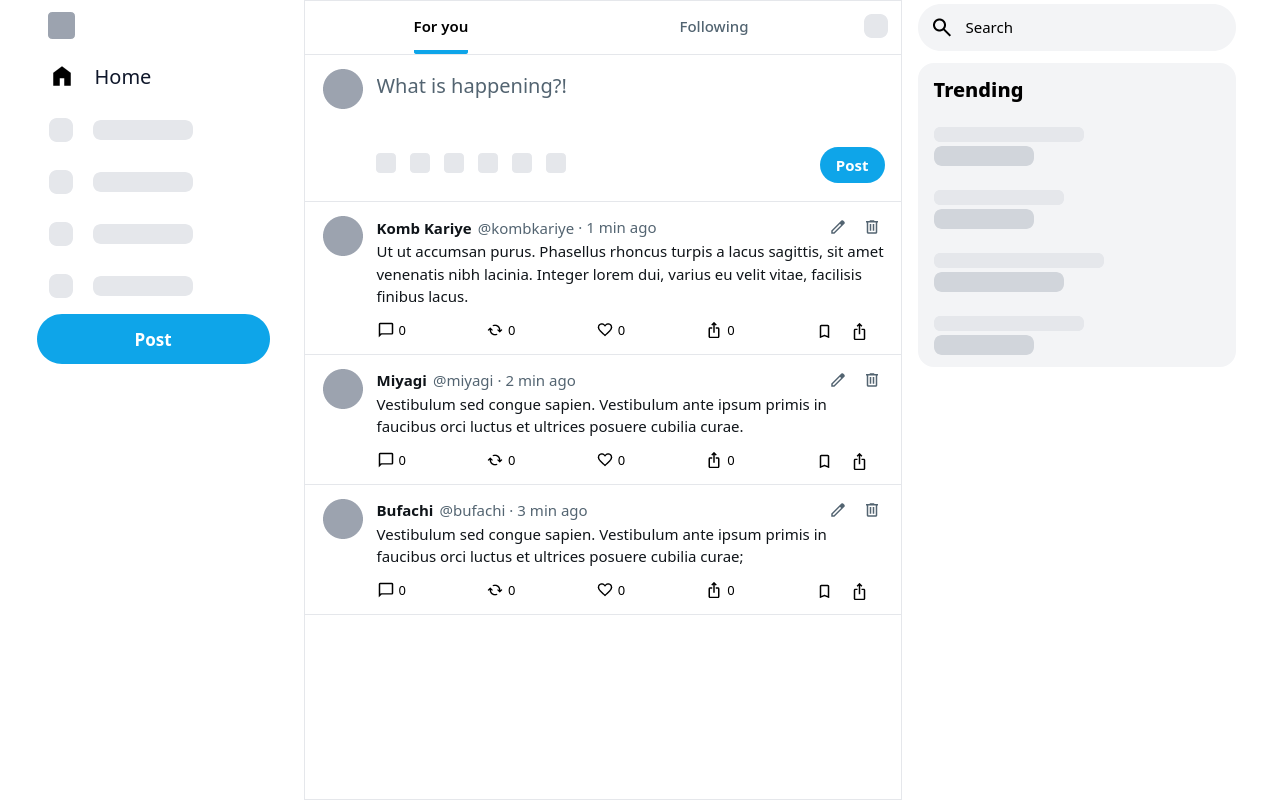 Home
Post
For you
Following
What is happening?!
Post
Komb Kariye @kombkariye · 1 min ago
Ut ut accumsan purus. Phasellus rhoncus turpis a lacus sagittis, sit amet
venenatis nibh lacinia. Integer lorem dui, varius eu velit vitae, facilisis
finibus lacus.
0 0 0 0
Miyagi @miyagi · 2 min ago
Vestibulum sed congue sapien. Vestibulum ante ipsum primis in
faucibus orci luctus et ultrices posuere cubilia curae.
0 0 0 0
Bufachi @bufachi · 3 min ago
Vestibulum sed congue sapien. Vestibulum ante ipsum primis in
faucibus orci luctus et ultrices posuere cubilia curae;
0 0 0 0
Search
Trending